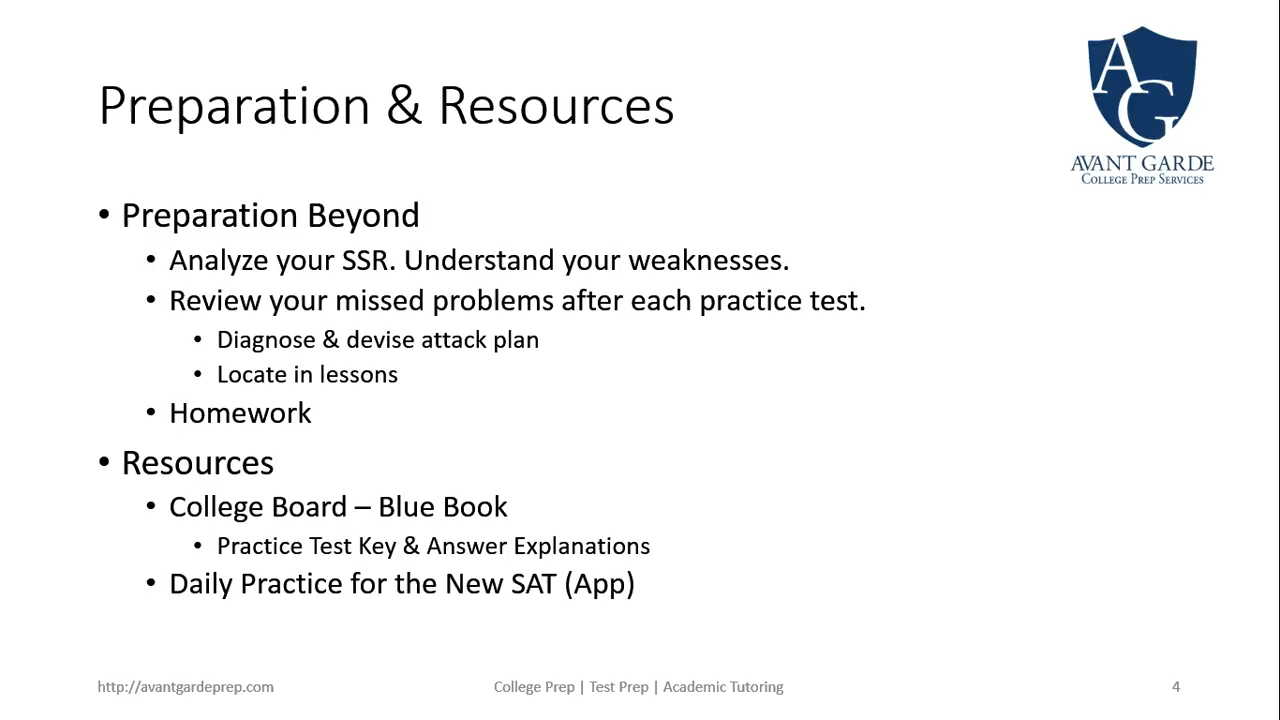 Preparation & Resources
AG
AVANT GARDE
COLLEGE PREP SERVICES
• Preparation Beyond
• Analyze your SSR. Understand your weaknesses.
• Review your missed problems after each practice test.
• Diagnose & devise attack plan
• Locate in lessons
• Homework
• Resources
• College Board – Blue Book
• Practice Test Key & Answer Explanations
• Daily Practice for the New SAT (App)
http://avantgardeprep.com
College Prep | Test Prep | Academic Tutoring
4